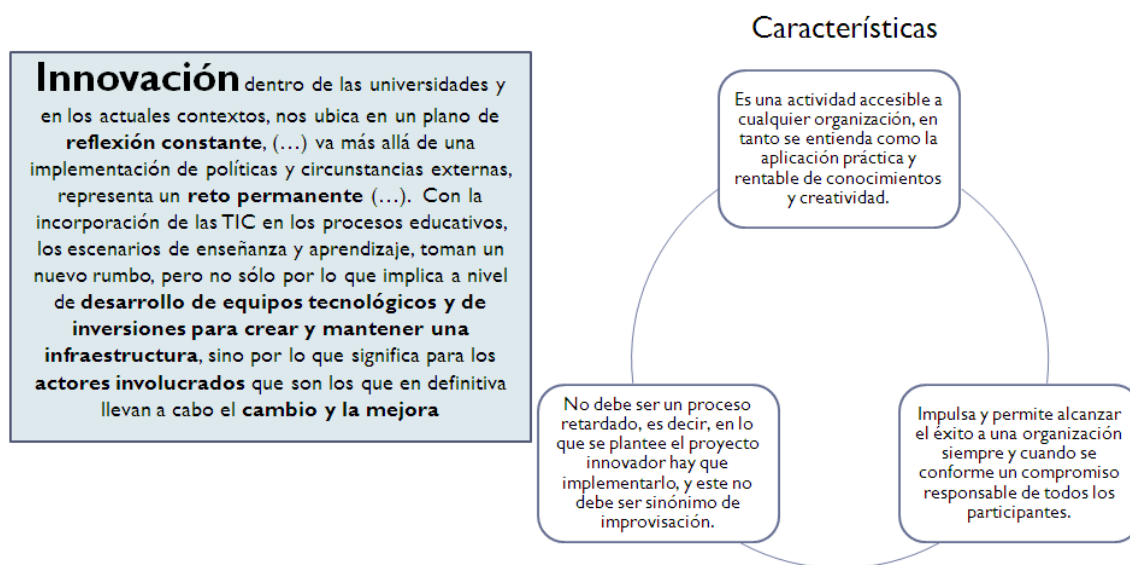 Innovación dentro de las universidades y
en los actuales contextos, nos ubica en un plano de
reflexión constante, (...) va más allá de una
implementación de políticas y circunstancias externas,
representa un reto permanente (...). Con la
incorporación de las TIC en los procesos educativos,
los escenarios de enseñanza y aprendizaje, toman un
nuevo rumbo, pero no sólo por lo que implica a nivel
de desarrollo de equipos tecnológicos y de
inversiones para crear y mantener una
infraestructura, sino por lo que significa para los
actores involucrados que son los que en definitiva
llevan a cabo el cambio y la mejora
Características
Es una actividad accesible a
cualquier organización, en
tanto se entienda como la
aplicación práctica y
rentable de conocimientos
y creatividad.
No debe ser un proceso
retardado, es decir, en lo
que se plantee el proyecto
innovador hay que
implementarlo, y este no
debe ser sinónimo de
improvisación.
Impulsa y permite alcanzar
el éxito a una organización
siempre y cuando se
conforme un compromiso
responsable de todos los
participantes.